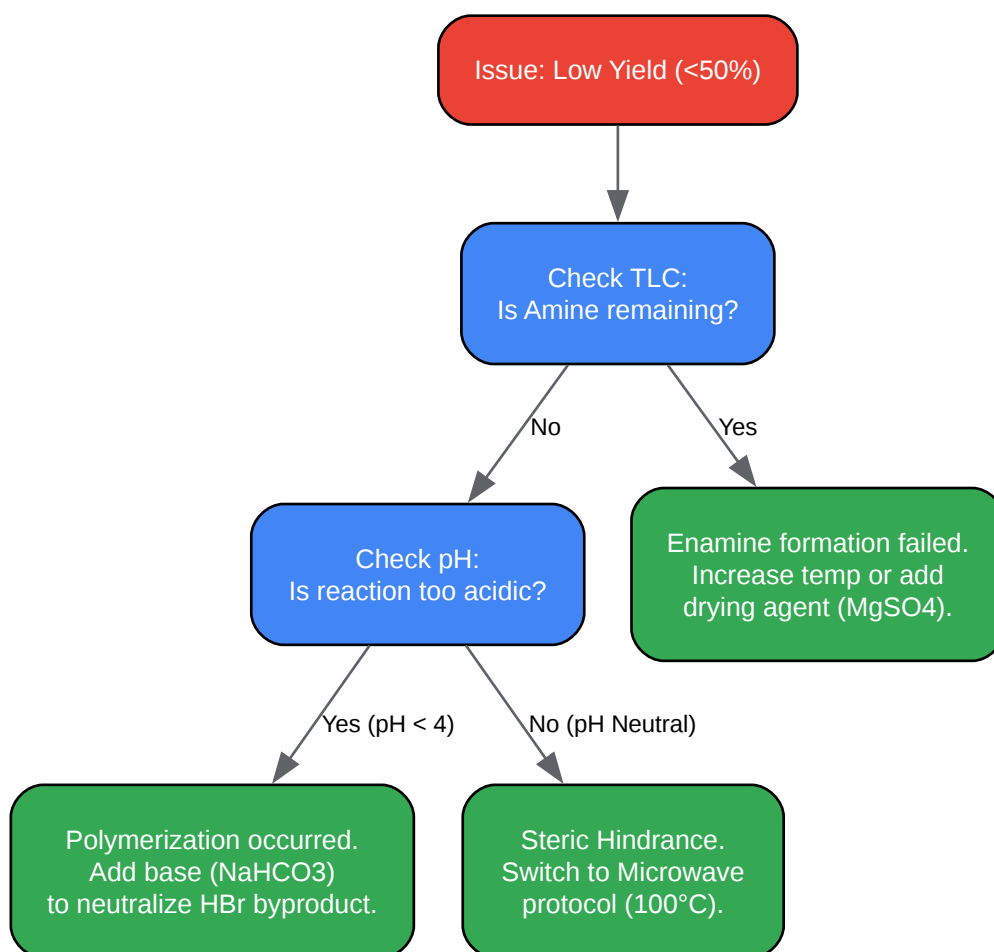 Issue: Low Yield (<50%)
Check TLC:
Is Amine remaining?
No
Yes
Check pH:
Is reaction too acidic?
Enamine formation failed.
Increase temp or add
drying agent (MgSO4).
Yes (pH < 4)
No (pH Neutral)
Polymerization occurred.
Add base (NaHCO3)
to neutralize HBr byproduct.
Steric Hindrance.
Switch to Microwave
protocol (100°C).